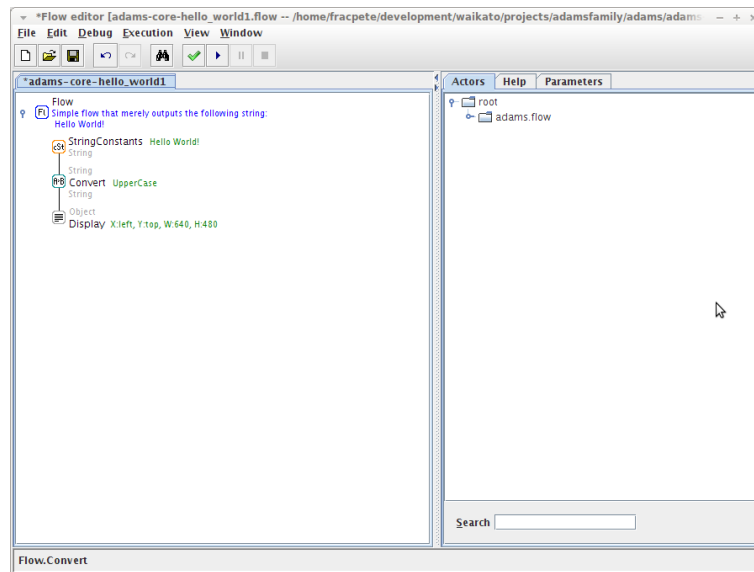 *Flow editor [adams-core-hello_world1.flow -- /home/fracpete/development/waikato/projects/adamsfamily/adams/adams
File Edit Debug Execution View Window
*adams-core-hello_world1
Actors Help Parameters
Flow
Simple flow that merely outputs the following string:
Hello World!
StringConstants Hello World!
String
String
Convert UpperCase
String
Object
Display X:left, Y:top, W:640, H:480
root
adams.flow
Search
Flow.Convert